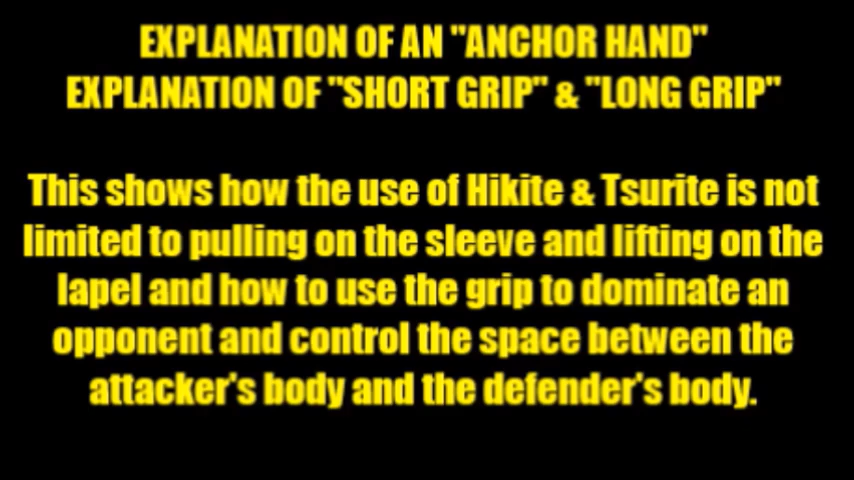 EXPLANATION OF AN "ANCHOR HAND"
EXPLANATION OF "SHORT GRIP" & "LONG GRIP"
This shows how the use of Hikite & Tsurite is not
limited to pulling on the sleeve and lifting on the
lapel and how to use the grip to dominate an
opponent and control the space between the
attacker's body and the defender's body.